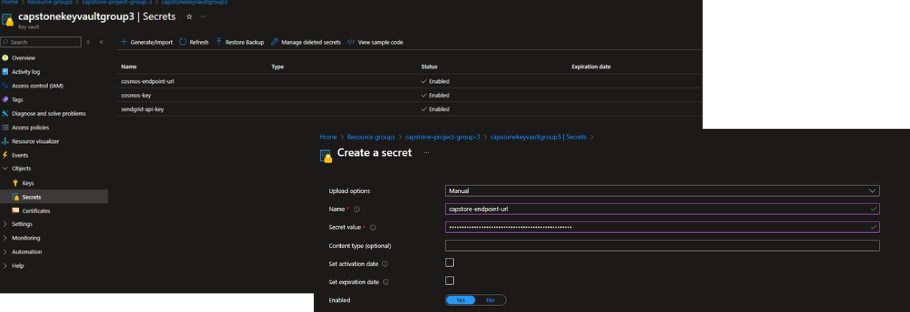 Home > Resource groups > capstone-project-group-3 > capstonekeyvaultgroup3
capstonekeyvaultgroup3 | Secrets ☆ ···
Key vault
Search
Generate/Import Refresh Restore Backup Manage deleted secrets View sample code
Overview
Activity log
Access control (IAM)
Tags
Diagnose and solve problems
Access policies
Resource visualizer
Events
Objects
Keys
Secrets
Certificates
Settings
Monitoring
Automation
Help
Name Type Status Expiration date
cosmos-endpoint-url ✓ Enabled
cosmos-key ✓ Enabled
sendgrid-api-key ✓ Enabled
Home > Resource groups > capstone-project-group-3 > capstonekeyvaultgroup3 | Secrets >
Create a secret ···
Upload options Manual
Name * capstore-endpoint-url
Secret value *
Content type (optional)
Set activation date
Set expiration date
Enabled Yes No